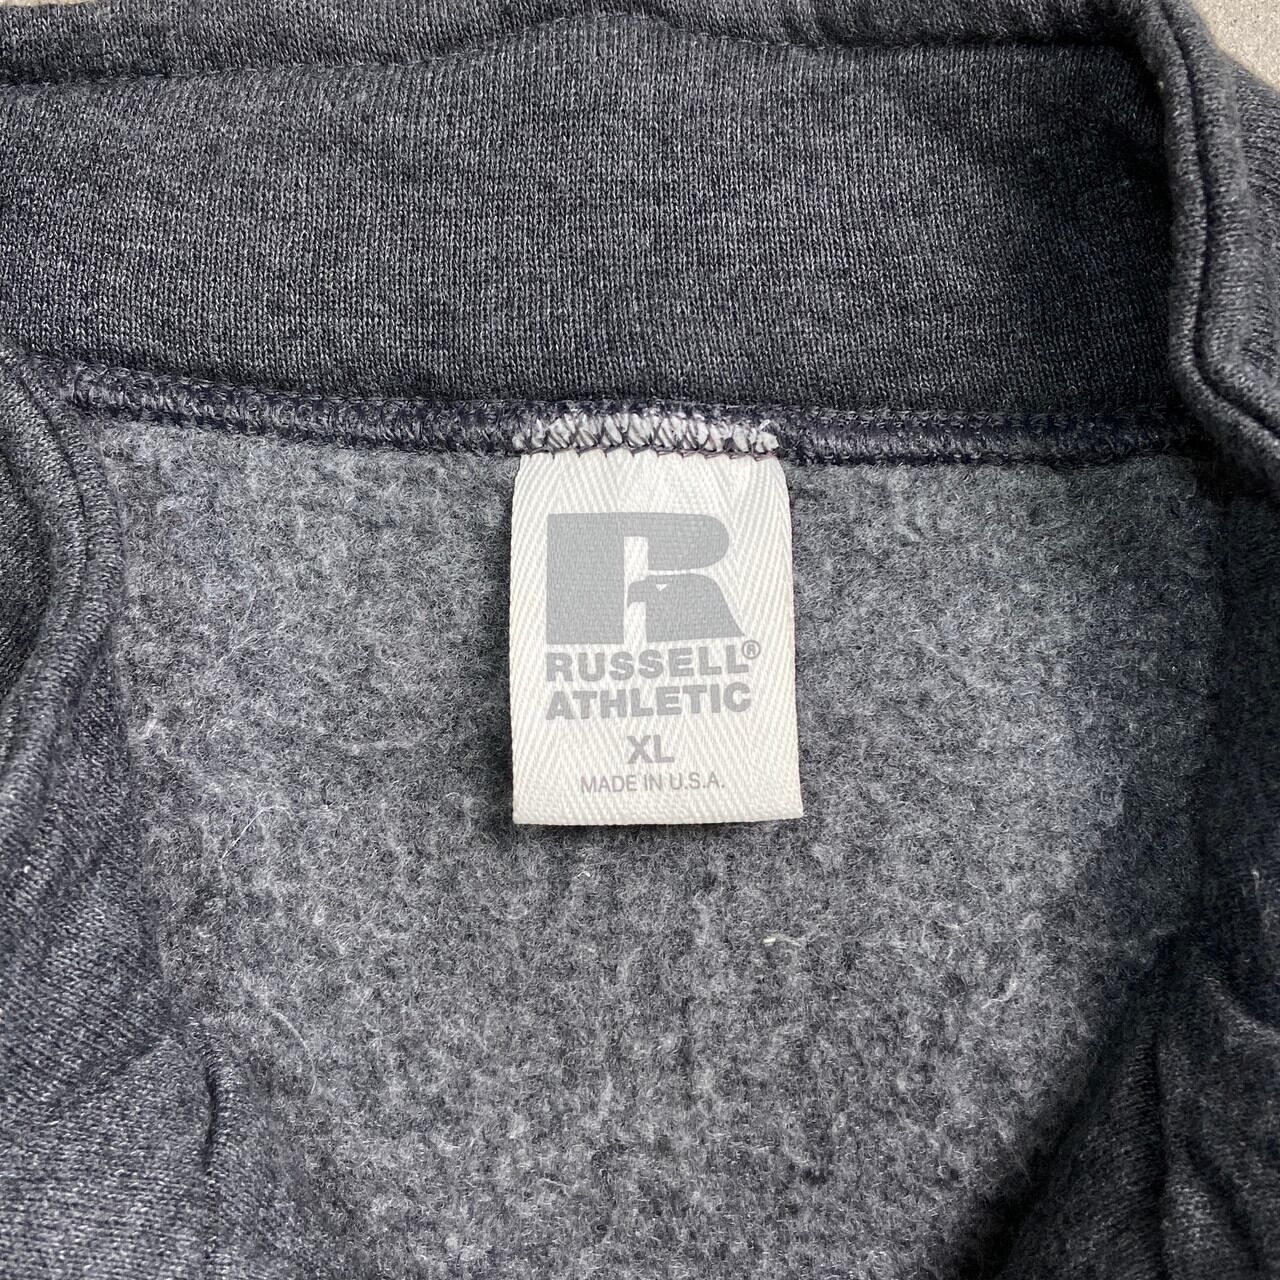 R
RUSSELL®
ATHLETIC
XL
MADE IN U.S.A.